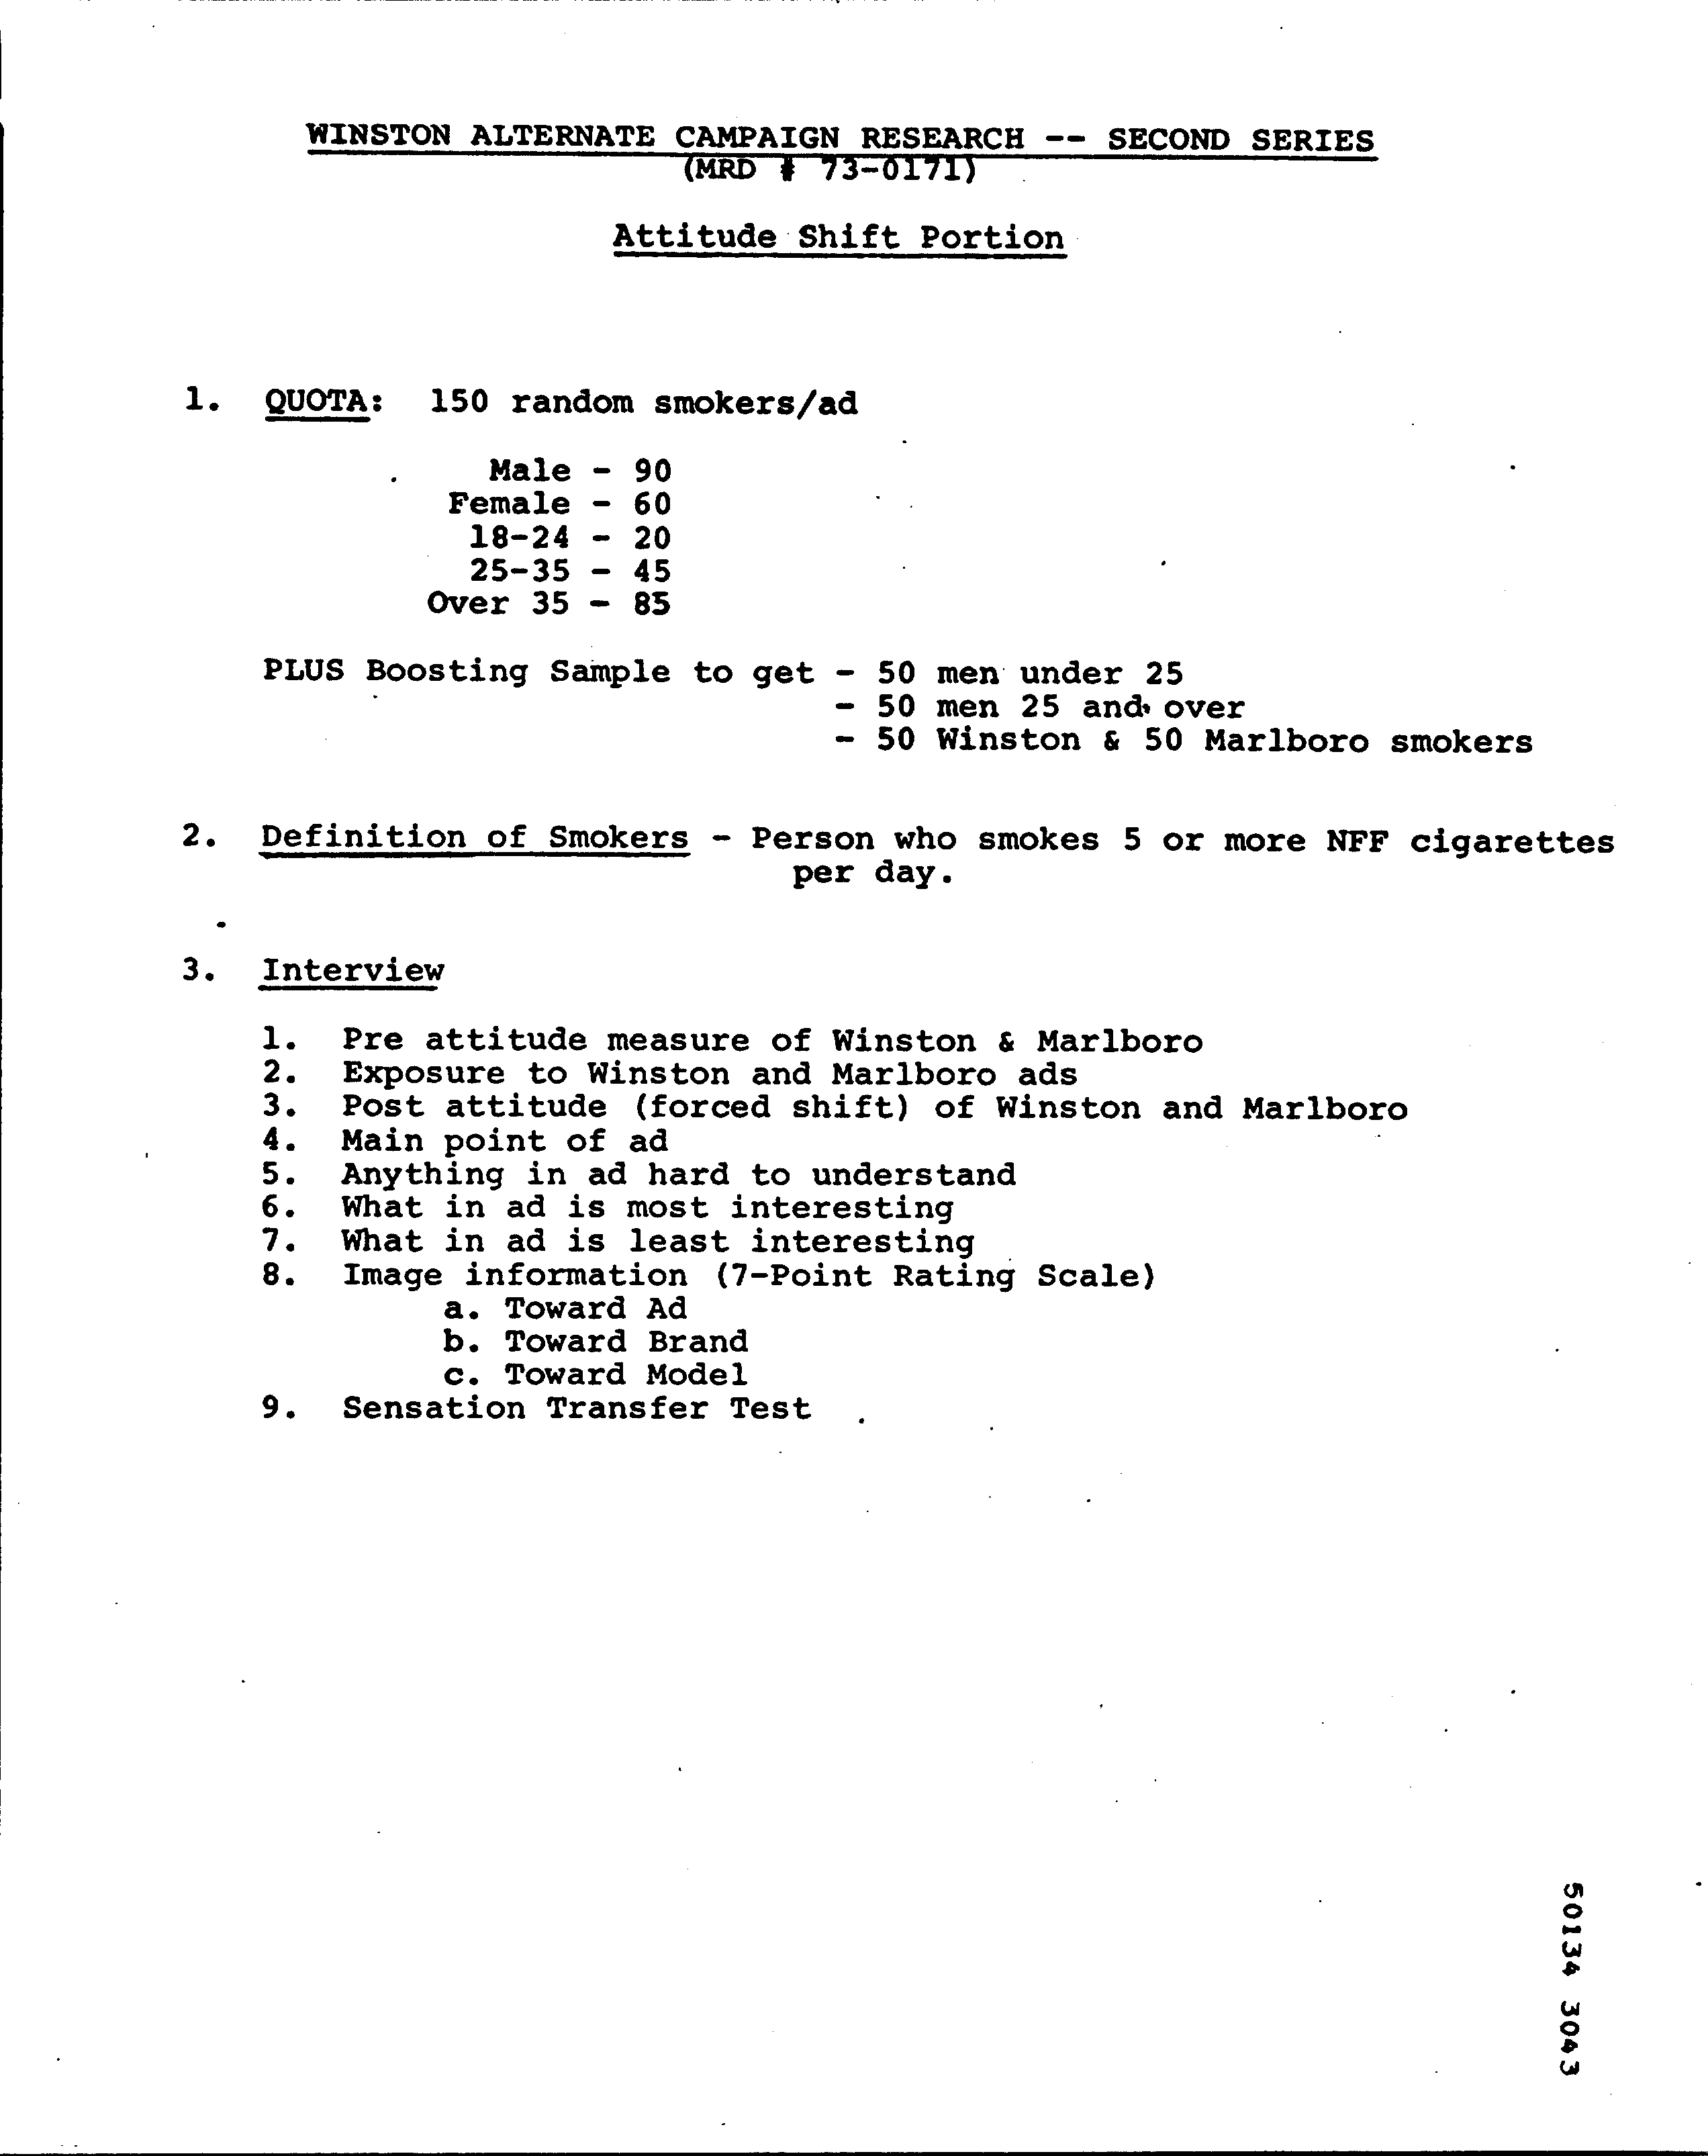 WINSTON ALTERNATE CAMPAIGN RESEARCH -- SECOND SERIES
(MRD # 73-0171)
Attitude Shift Portion
1. QUOTA: 150 random smokers/ad
Male - 90
Female - 60
18-24 - 20
25-35 - 45
Over 35 - 85
PLUS Boosting Sample to get - 50 men under 25
- 50 men 25 and over
- 50 Winston & 50 Marlboro smokers
2. Definition of Smokers - Person who smokes 5 or more NFF cigarettes
per day.
3. Interview
1. Pre attitude measure of Winston & Marlboro
2. Exposure to Winston and Marlboro ads
3. Post attitude (forced shift) of Winston and Marlboro
4. Main point of ad
5. Anything in ad hard to understand
6. What in ad is most interesting
7. What in ad is least interesting
8. Image information (7-Point Rating Scale)
a. Toward Ad
b. Toward Brand
c. Toward Model
9. Sensation Transfer Test
50134 3043